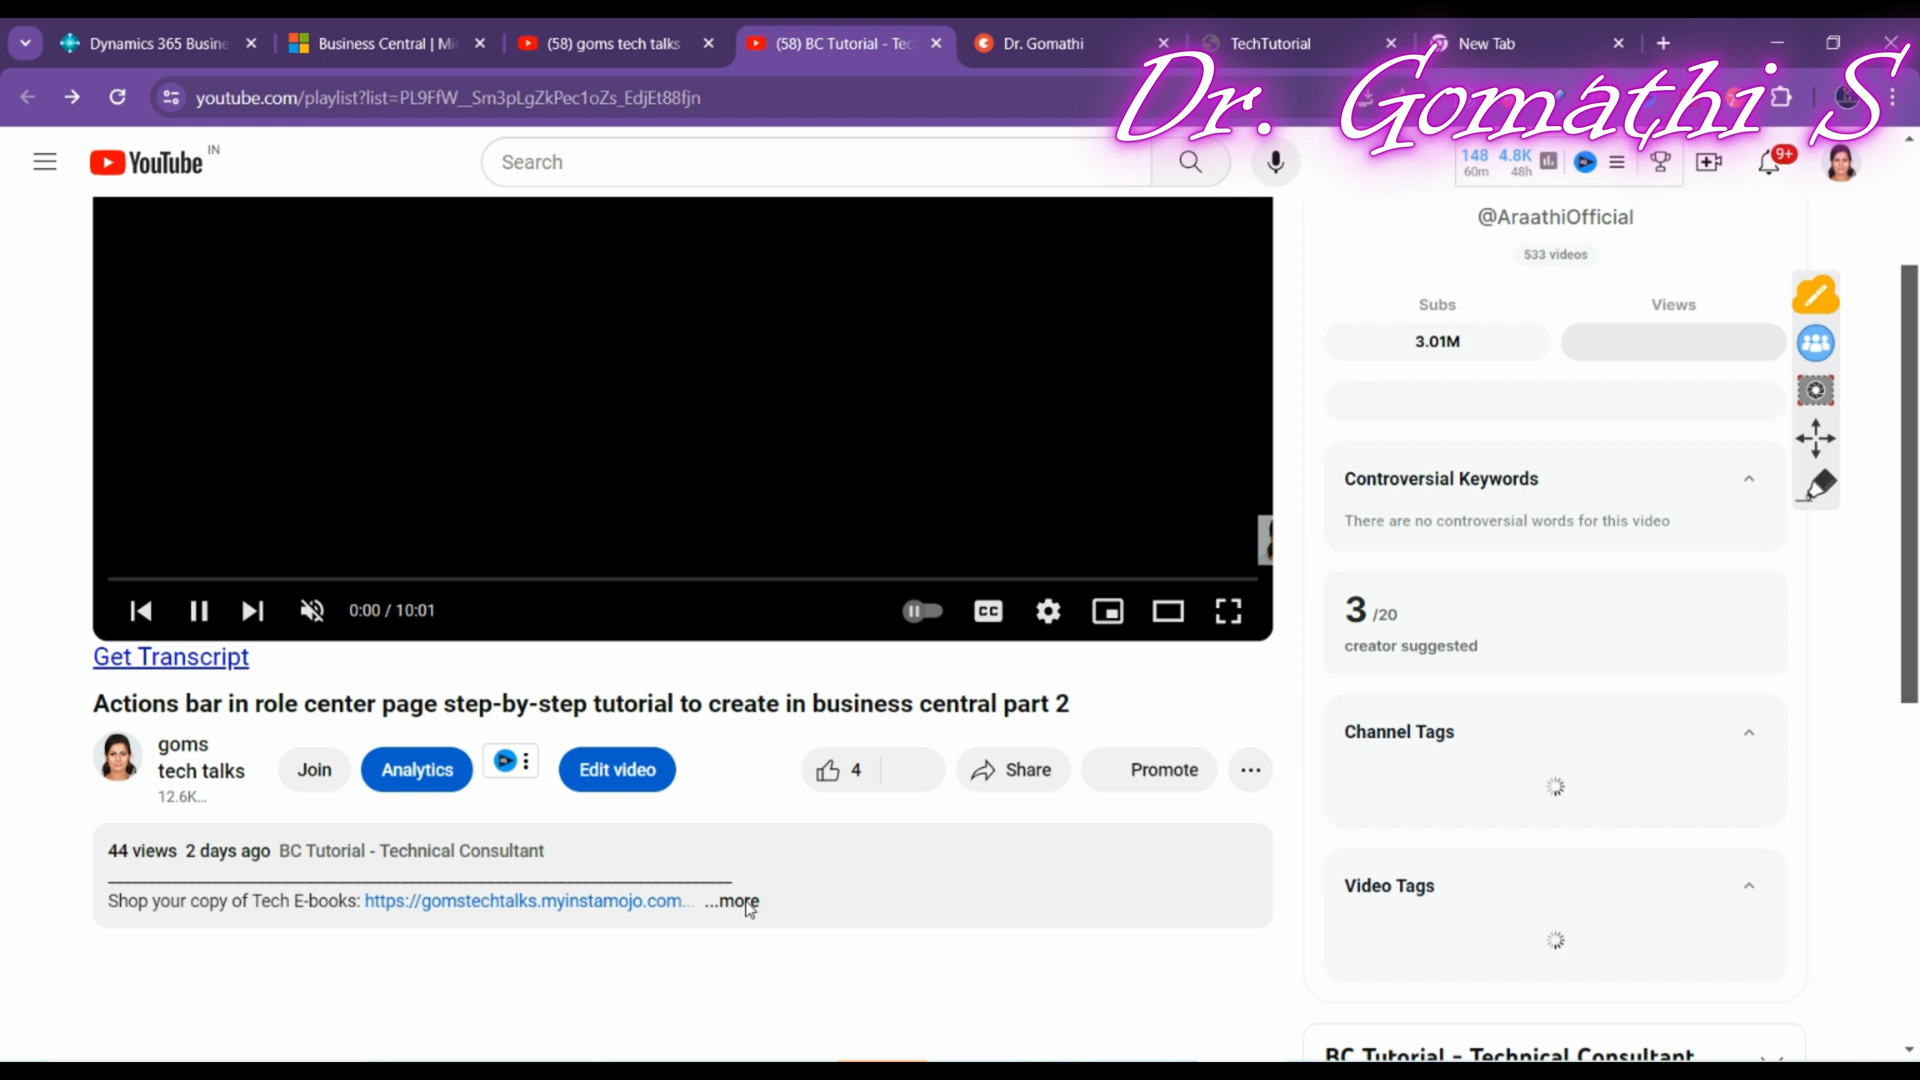 Dynamics 365 Busine
Business Central | Mi
(58) goms tech talks
(58) BC Tutorial - Tec
Dr. Gomathi
TechTutorial
New Tab
youtube.com/playlist?list=PL9FfW__Sm3pLgZkPec1oZs_EdjEt88fjn
Dr. Gomathi S
YouTube IN
Search
148 4.8K
60m 48h
9+
@AraathiOfficial
533 videos
Subs Views
3.01M
Controversial Keywords
There are no controversial words for this video
3 /20
creator suggested
Channel Tags
Video Tags
BC Tutorial - Technical Consultant
0:00 / 10:01
CC
Get Transcript
Actions bar in role center page step-by-step tutorial to create in business central part 2
goms
tech talks
12.6K...
Join
Analytics
Edit video
4
Share
Promote
44 views 2 days ago BC Tutorial - Technical Consultant
Shop your copy of Tech E-books: https://gomstechtalks.myinstamojo.com... ...more